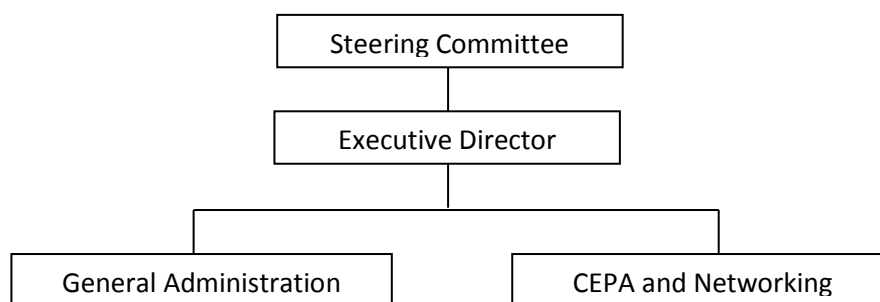 Steering Committee
Executive Director
General Administration
CEPA and Networking